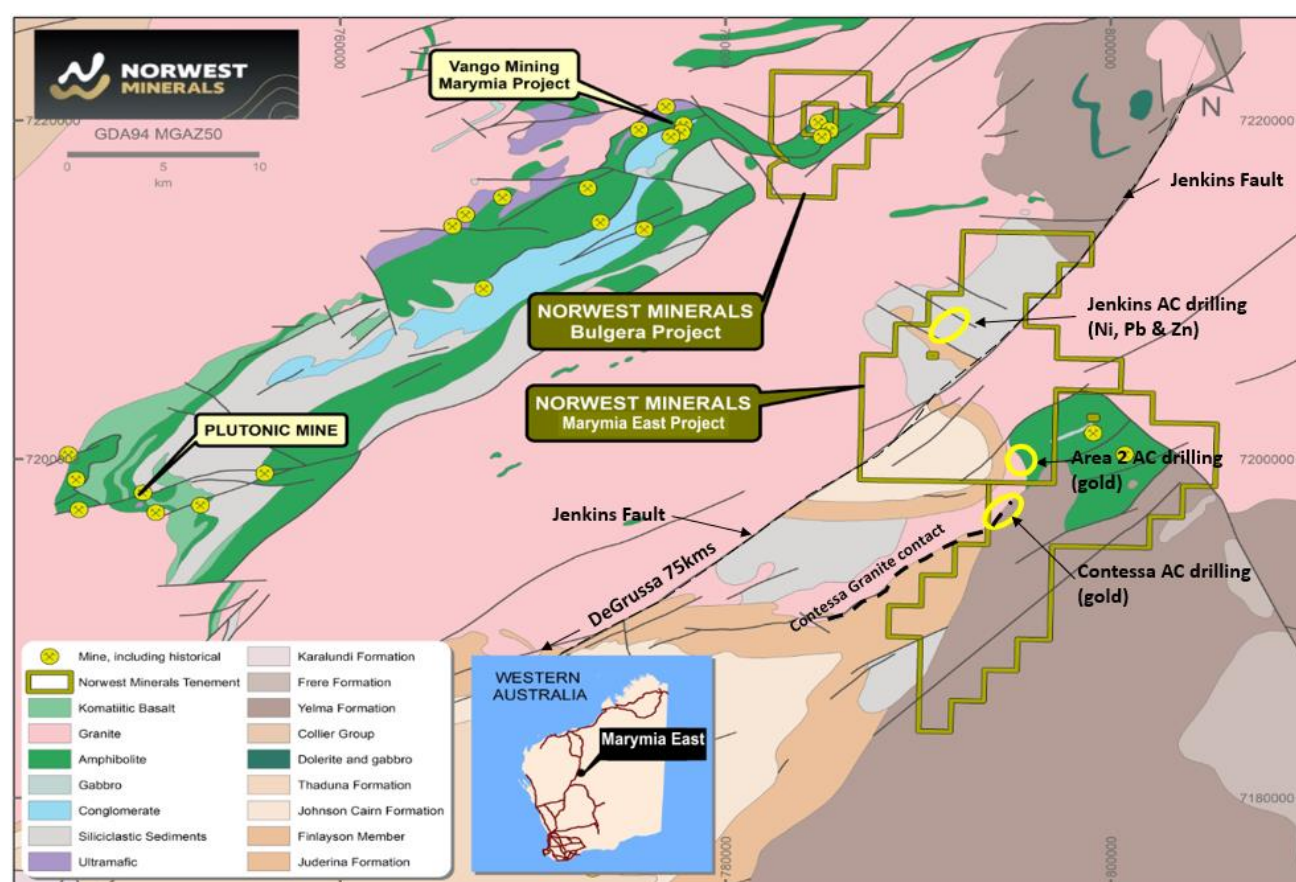 NORWEST
MINERALS
GDA94 MGAZ50
0 5 10
km
760000
780000
800000
7220000
7220000
N
Vango Mining
Marymia Project
Jenkins Fault
NORWEST MINERALS
Bulgera Project
Jenkins AC drilling
(Ni, Pb & Zn)
NORWEST MINERALS
Marymia East Project
PLUTONIC MINE
7200000
7200000
Area 2 AC drilling
(gold)
Jenkins Fault
Contessa AC drilling
(gold)
DeGrussa 75kms
Contessa Granite contact
Mine, including historical
Norwest Minerals Tenement
Komatiitic Basalt
Granite
Amphibolite
Gabbro
Conglomerate
Siliciclastic Sediments
Ultramafic
Karalundi Formation
Frere Formation
Yelma Formation
Collier Group
Dolerite and gabbro
Thaduna Formation
Johnson Cairn Formation
Finlayson Member
Juderina Formation
WESTERN
AUSTRALIA
Marymia East
7180000
780000
800000